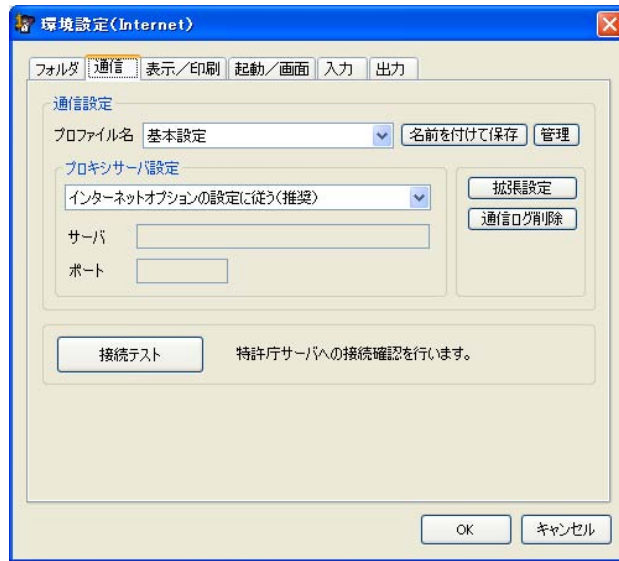 環境設定(Internet)
フォルダ 通信 表示/印刷 起動/画面 入力 出力
通信設定
プロファイル名 基本設定 名前を付けて保存 管理
プロキシサーバ設定
インターネットオプションの設定に従う(推奨)
サーバ
ポート
拡張設定
通信ログ削除
接続テスト 特許庁サーバへの接続確認を行います。
OK キャンセル